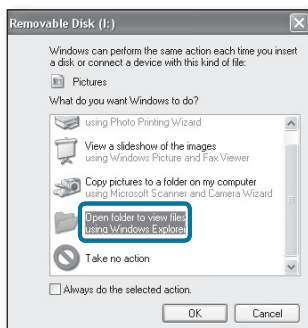 Removable Disk (I:)
Windows can perform the same action each time you insert
a disk or connect a device with this kind of file:
Pictures
What do you want Windows to do?
using Photo Printing Wizard
View a slideshow of the images
using Windows Picture and Fax Viewer
Copy pictures to a folder on my computer
using Microsoft Scanner and Camera Wizard
Open folder to view files
using Windows Explorer
Take no action
Always do the selected action.
OK
Cancel